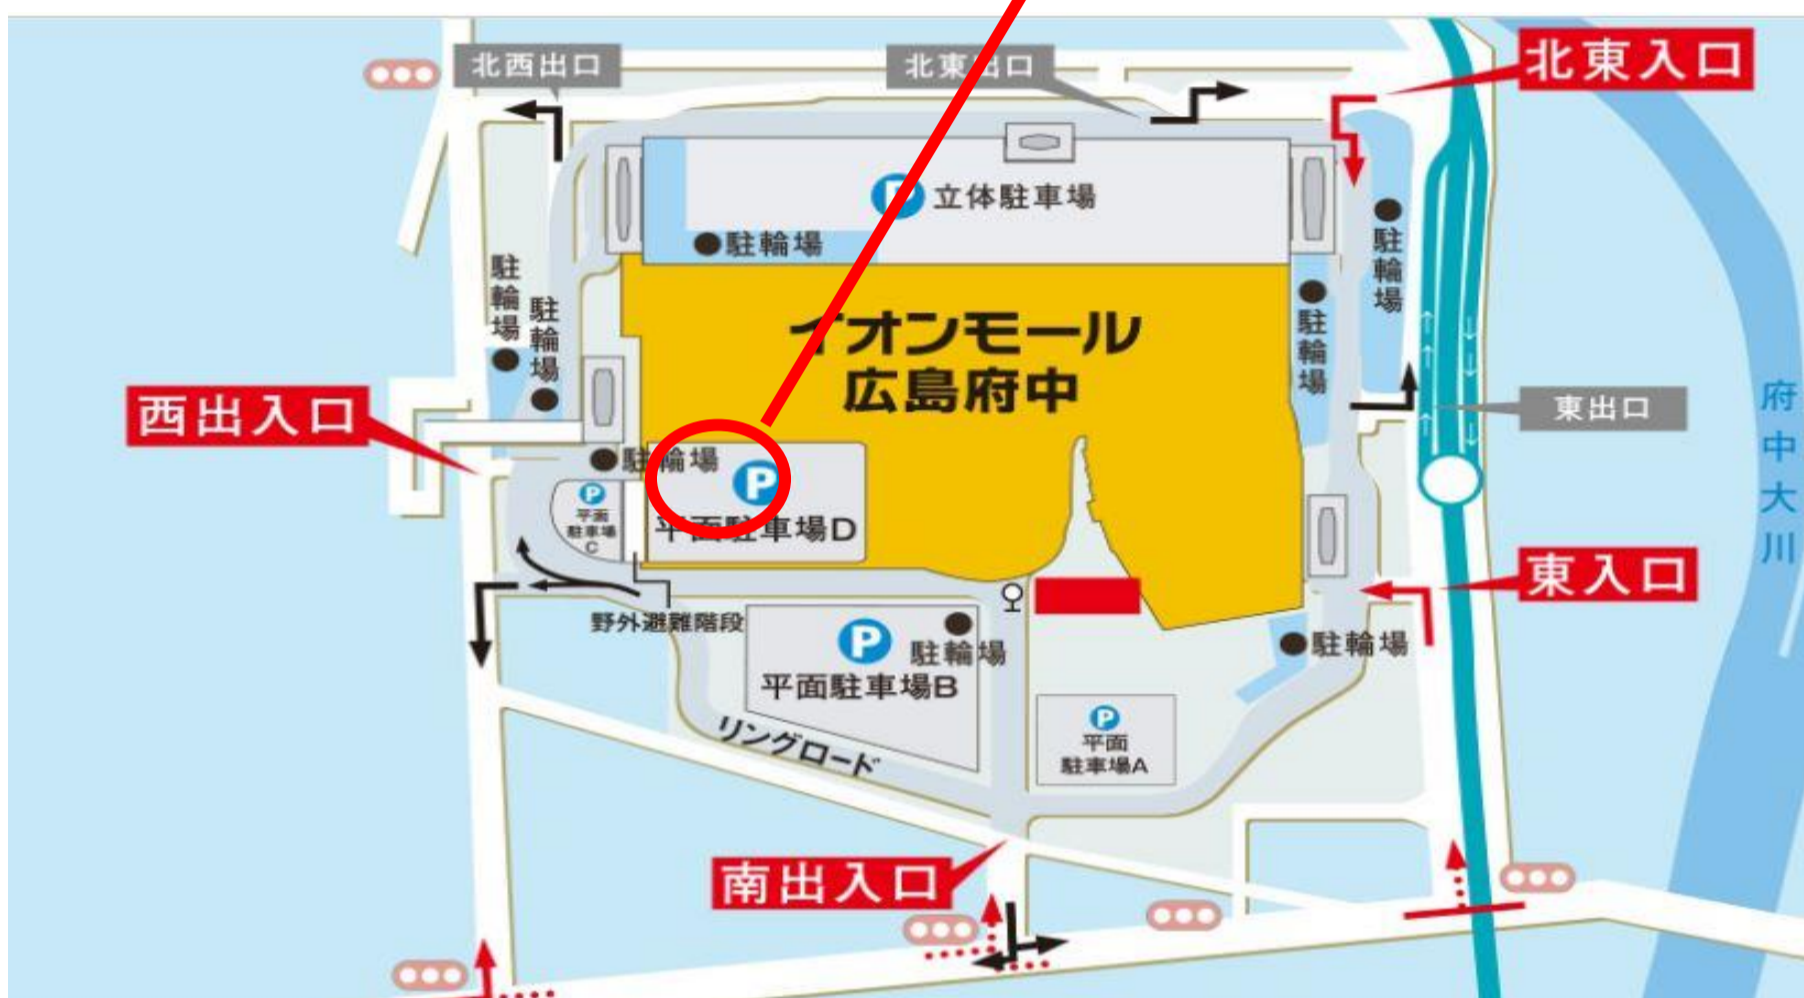 北西出口
北東出口
北東入口
P 立体駐車場
駐輪場
駐輪場
駐輪場
駐輪場
駐輪場
イオンモール
広島府中
西出入口
東出口
府中大川
駐輪場
P
平面駐車場D
P
平面
駐車場
C
東入口
野外避難階段
P
駐輪場
平面駐車場B
駐輪場
リングロード
P
平面
駐車場A
南出入口